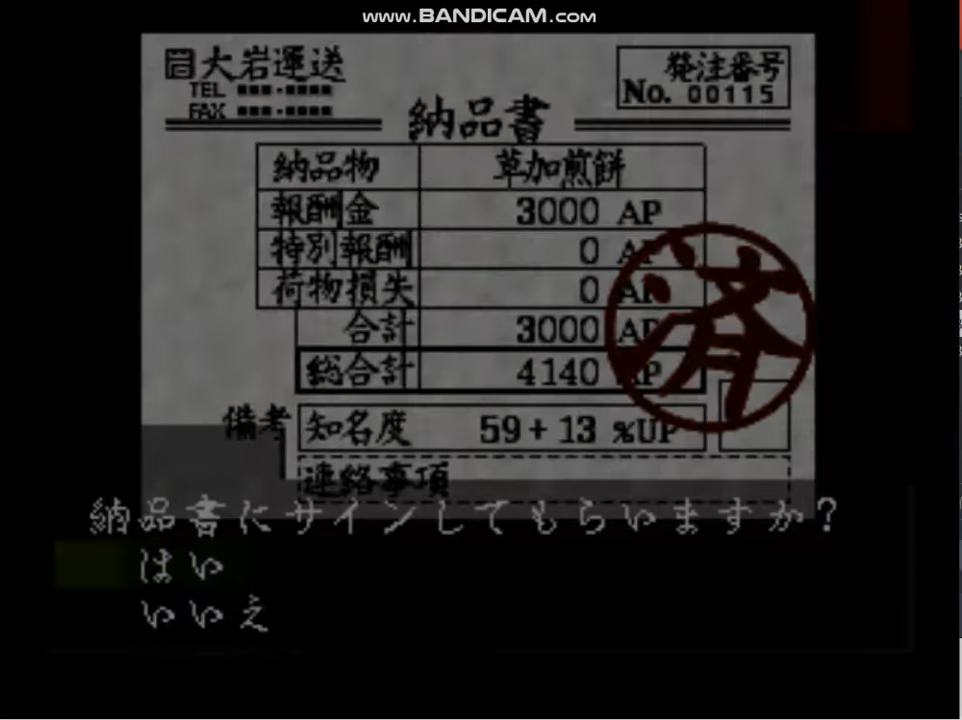 www.BANDICAM.com
大岩運送
TEL ■■■-■■■■
FAX ■■■-■■■■
発注番号
No. 00115
納品書
納品物 草加煎餅
報酬金 3000 AP
特別報酬 0 AP
荷物損失 0 AP
合計 3000 AP
総合計 4140 AP
済
備考 知名度 59+13 %UP
連絡事項
納品書にサインしてもらいますか?
はい
いいえ